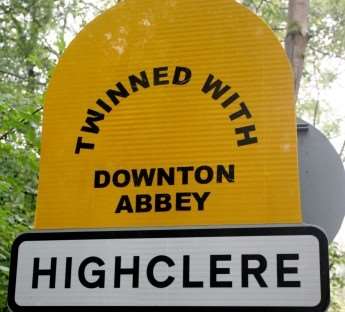 TWINNED WITH
DOWNTON
ABBEY
HIGHCLERE